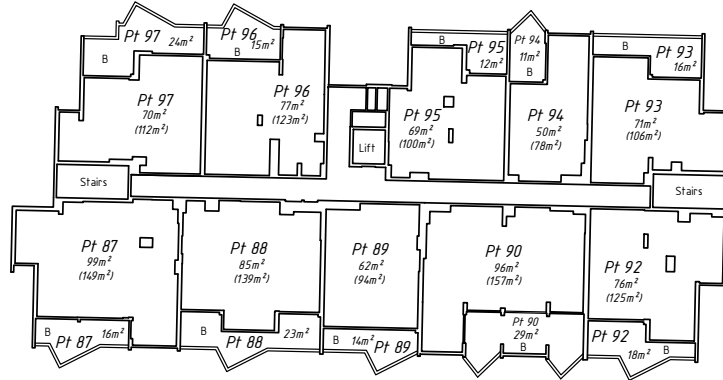 Pt 97
24m²
B
Pt 96
15m²
B
B
Pt 95
12m²
Pt 94
11m²
B
B
Pt 93
16m²
Pt 97
70m²
(112m²)
Pt 96
77m²
(123m²)
Pt 95
69m²
(100m²)
Pt 94
50m²
(78m²)
Pt 93
71m²
(106m²)
Lift
Stairs
Stairs
Pt 87
99m²
(149m²)
Pt 88
85m²
(139m²)
Pt 89
62m²
(94m²)
Pt 90
96m²
(157m²)
Pt 92
76m²
(125m²)
B
Pt 87
16m²
B
Pt 88
23m²
B
14m²
Pt 89
Pt 90
29m²
B
Pt 92
B
18m²